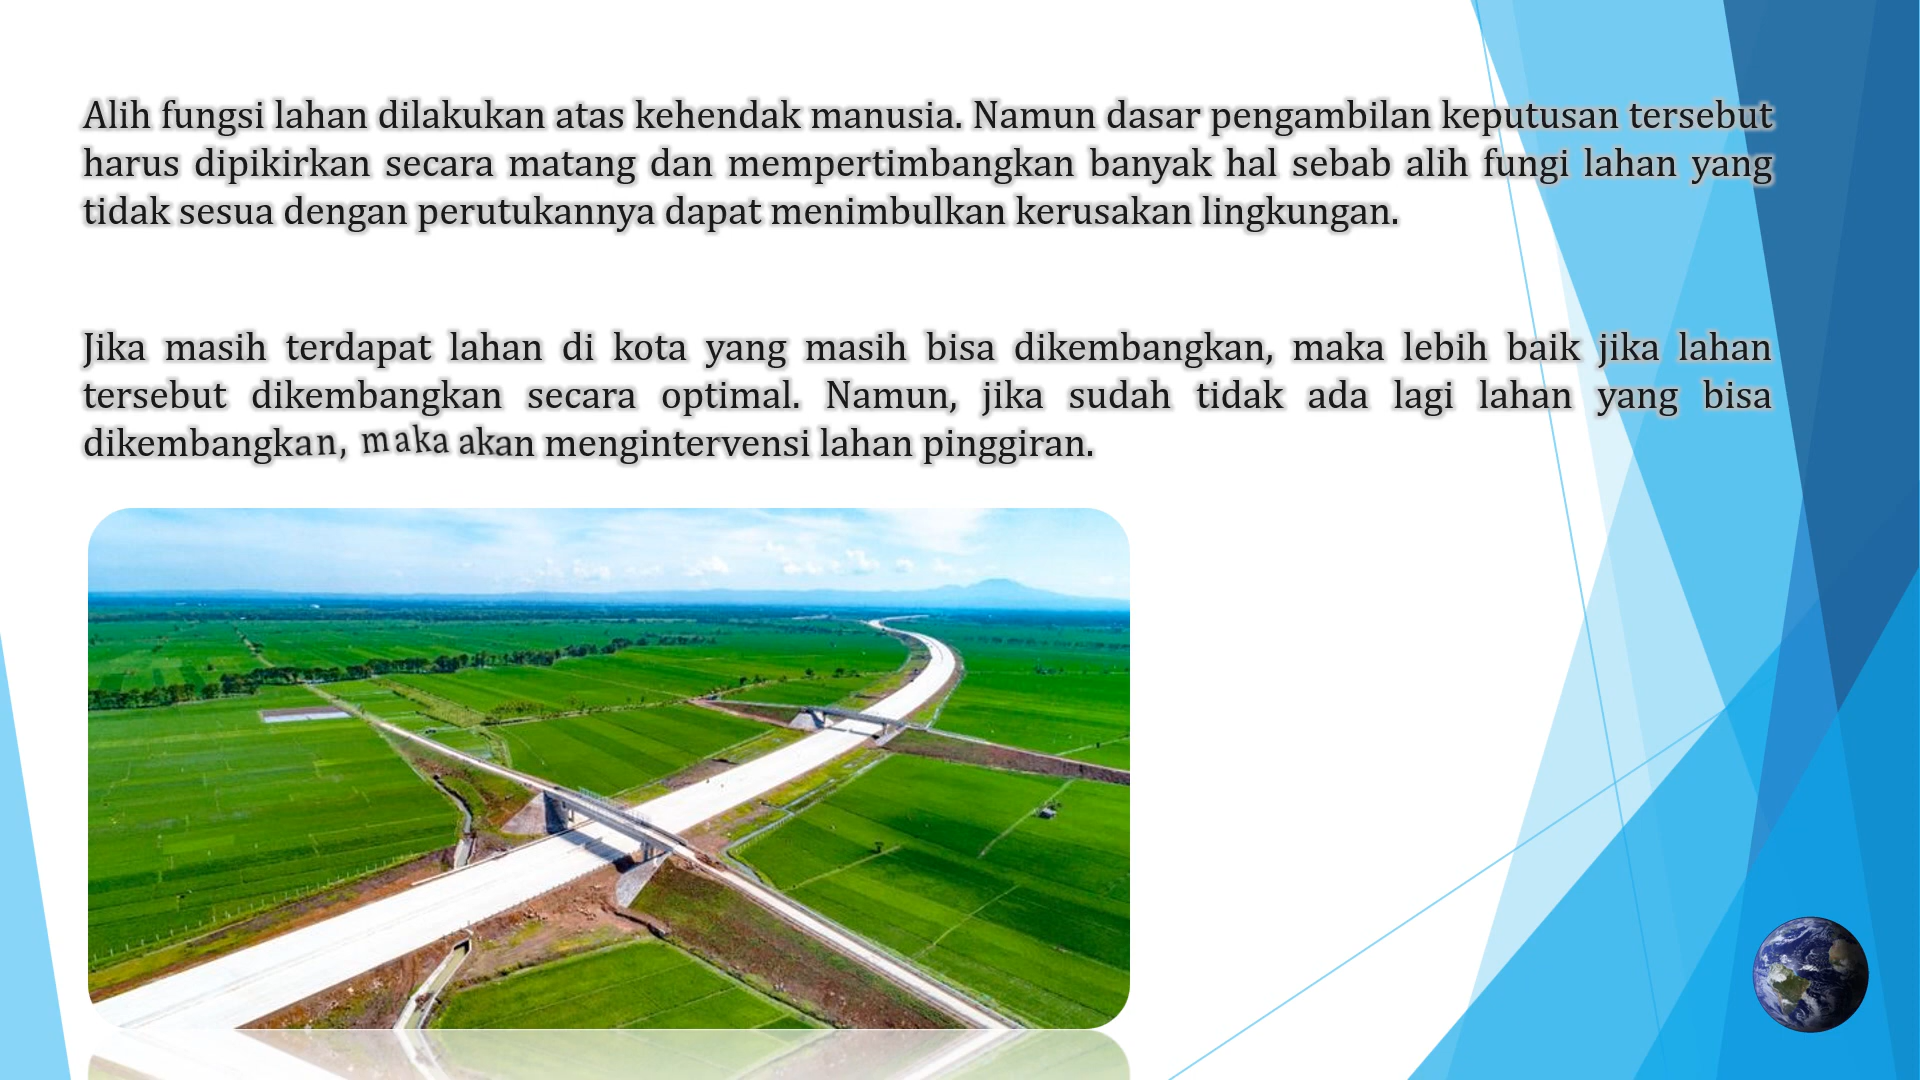 Alih fungsi lahan dilakukan atas kehendak manusia. Namun dasar pengambilan keputusan tersebut
harus dipikirkan secara matang dan mempertimbangkan banyak hal sebab alih fungi lahan yang
tidak sesua dengan perutukannya dapat menimbulkan kerusakan lingkungan.
Jika masih terdapat lahan di kota yang masih bisa dikembangkan, maka lebih baik jika lahan
tersebut dikembangkan secara optimal. Namun, jika sudah tidak ada lagi lahan yang bisa
dikembangkan, maka akan mengintervensi lahan pinggiran.